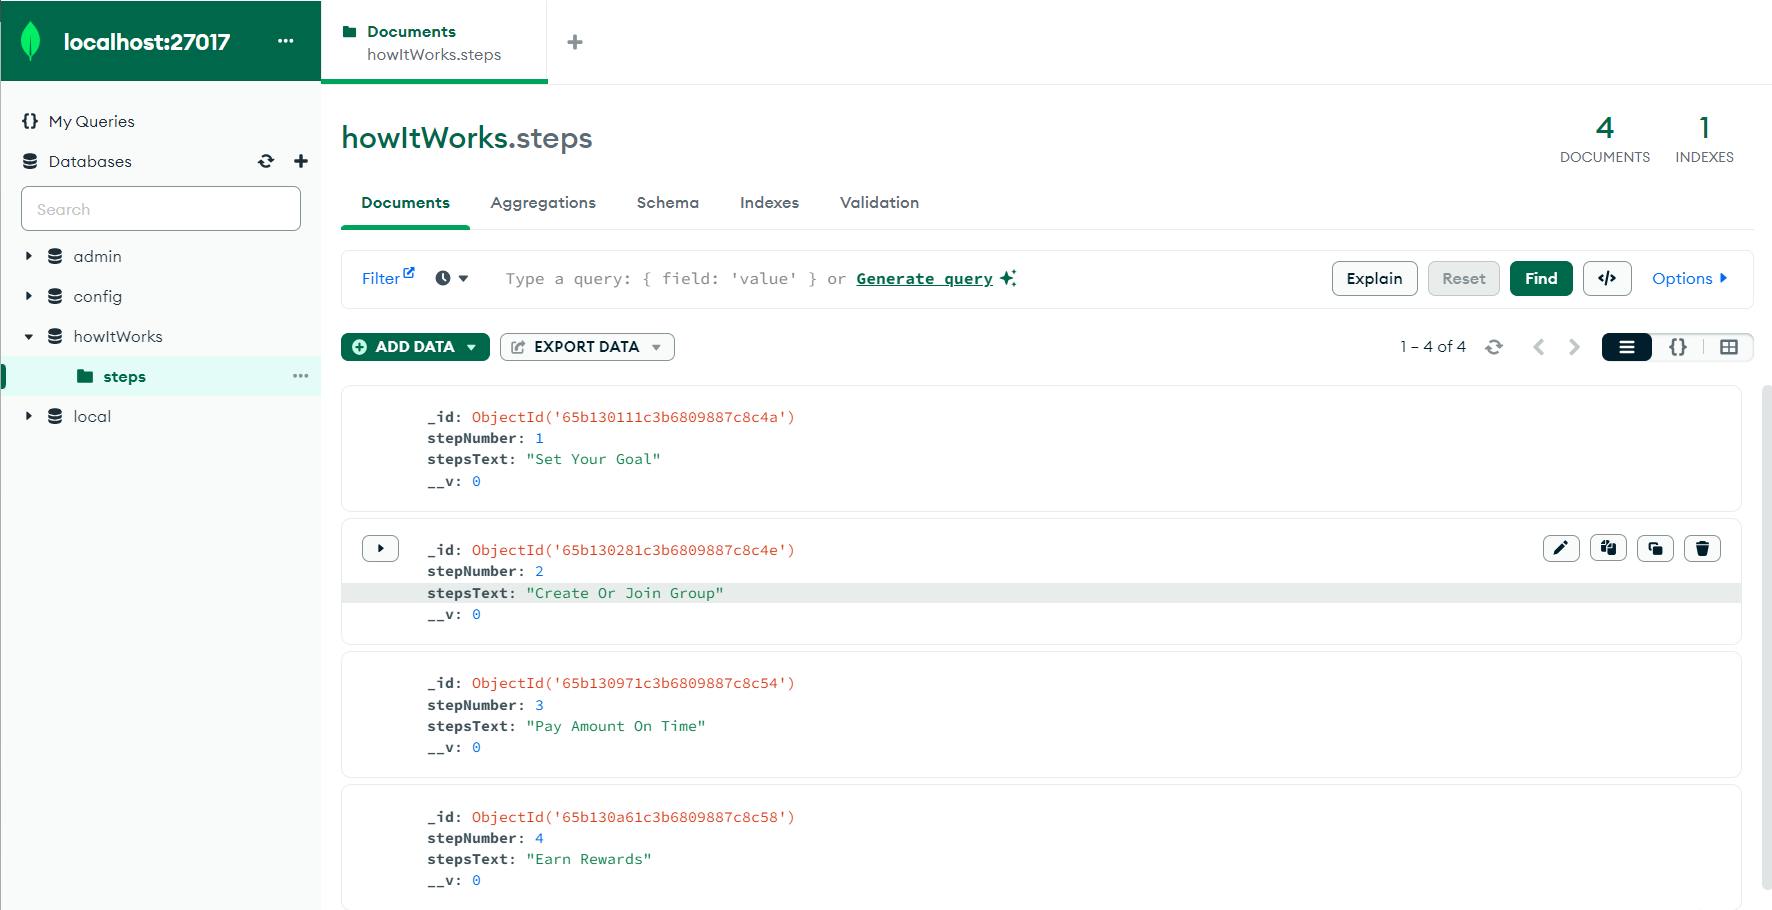 localhost:27017
Documents
howItWorks.steps
My Queries
Databases
Search
admin
config
howItWorks
steps
local
howItWorks.steps
4
DOCUMENTS
1
INDEXES
Documents Aggregations Schema Indexes Validation
Filter Type a query: { field: 'value' } or Generate query Explain Reset Find </> Options
ADD DATA EXPORT DATA 1 – 4 of 4 {}
_id: ObjectId('65b130111c3b6809887c8c4a')
stepNumber: 1
stepsText: "Set Your Goal"
__v: 0
_id: ObjectId('65b130281c3b6809887c8c4e')
stepNumber: 2
stepsText: "Create Or Join Group"
__v: 0
_id: ObjectId('65b130971c3b6809887c8c54')
stepNumber: 3
stepsText: "Pay Amount On Time"
__v: 0
_id: ObjectId('65b130a61c3b6809887c8c58')
stepNumber: 4
stepsText: "Earn Rewards"
__v: 0